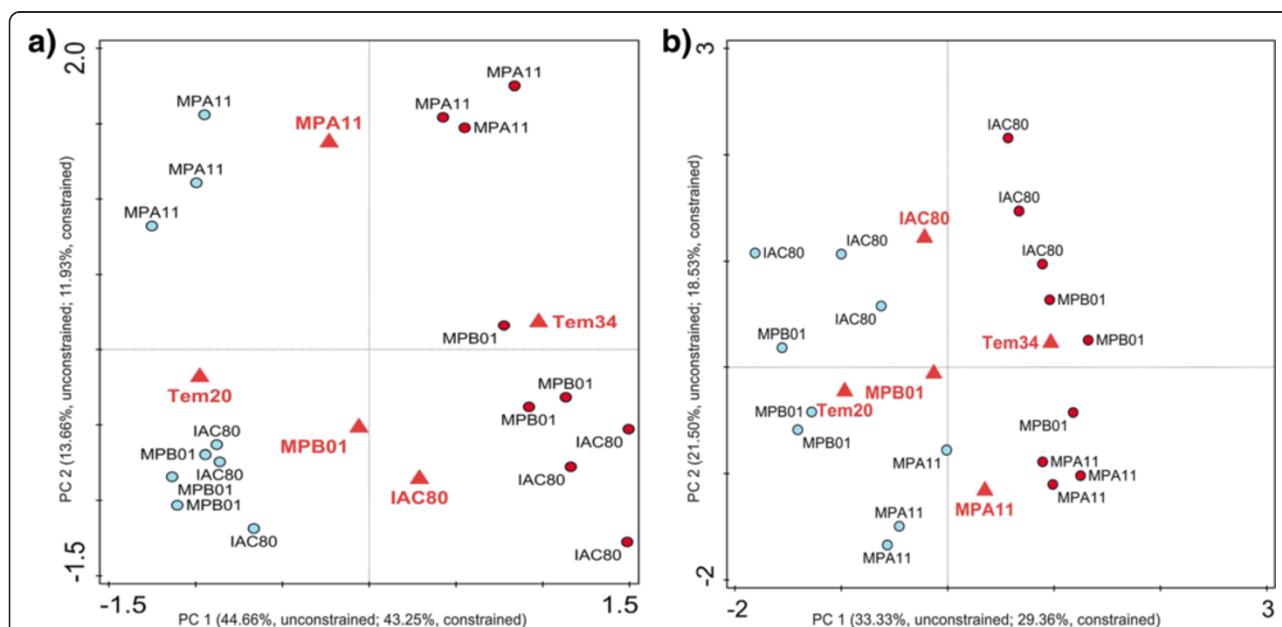 a)
2.0
MPA11
MPA11
MPA11
MPA11
MPA11
MPA11
MPA11
Tem34
MPB01
Tem20
MPB01
MPB01
IAC80
MPB01
MPB01
IAC80
IAC80
MPB01
IAC80
IAC80
MPB01
IAC80
IAC80
-1.5
-1.5
1.5
PC 2 (13.66%, unconstrained; 11.93%, constrained)
PC 1 (44.66%, unconstrained; 43.25%, constrained)
b)
3
IAC80
IAC80
IAC80
IAC80
IAC80
IAC80
IAC80
MPB01
MPB01
MPB01
Tem34
MPB01
MPB01
Tem20
MPB01
MPB01
MPA11
MPA11
MPA11
MPA11
MPA11
MPA11
MPA11
-2
-2
3
PC 2 (21.50%, unconstrained; 18.53%, constrained)
PC 1 (33.33%, unconstrained; 29.36%, constrained)